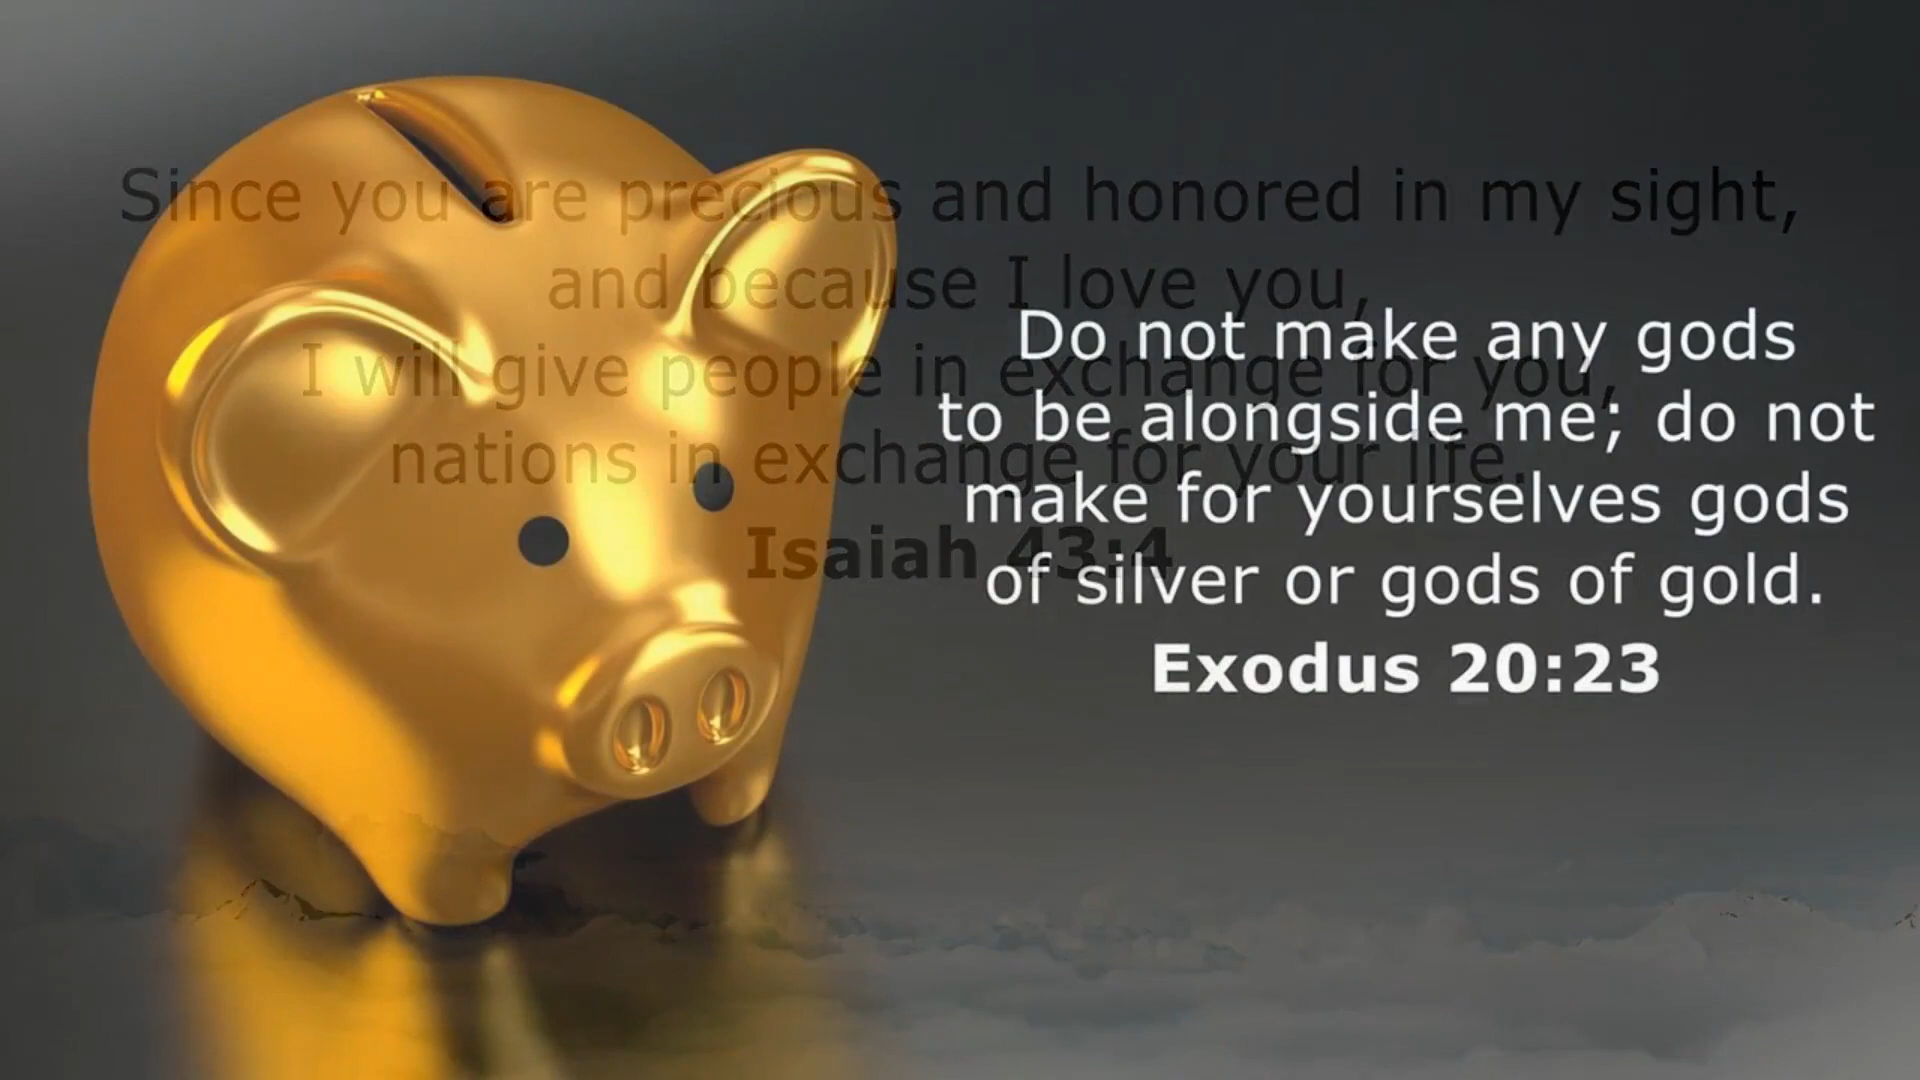 Since you are precious and honored in my sight,
and because I love you,
I will give people in exchange for you,
nations in exchange for your life.
Isaiah 43:4
Do not make any gods
to be alongside me; do not
make for yourselves gods
of silver or gods of gold.
Exodus 20:23